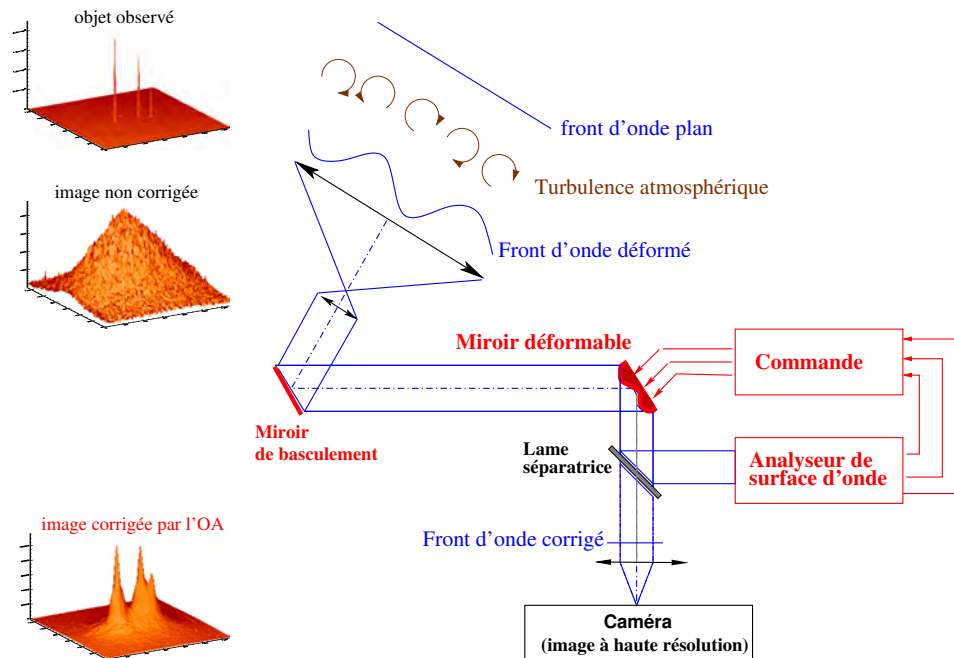 objet observé
front d'onde plan
Turbulence atmosphérique
image non corrigée
Front d'onde déformé
Miroir déformable
Commande
Miroir
de basculement
Lame
séparatrice
Analyseur de
surface d'onde
image corrigée par l'OA
Front d'onde corrigé
Caméra
(image à haute résolution)